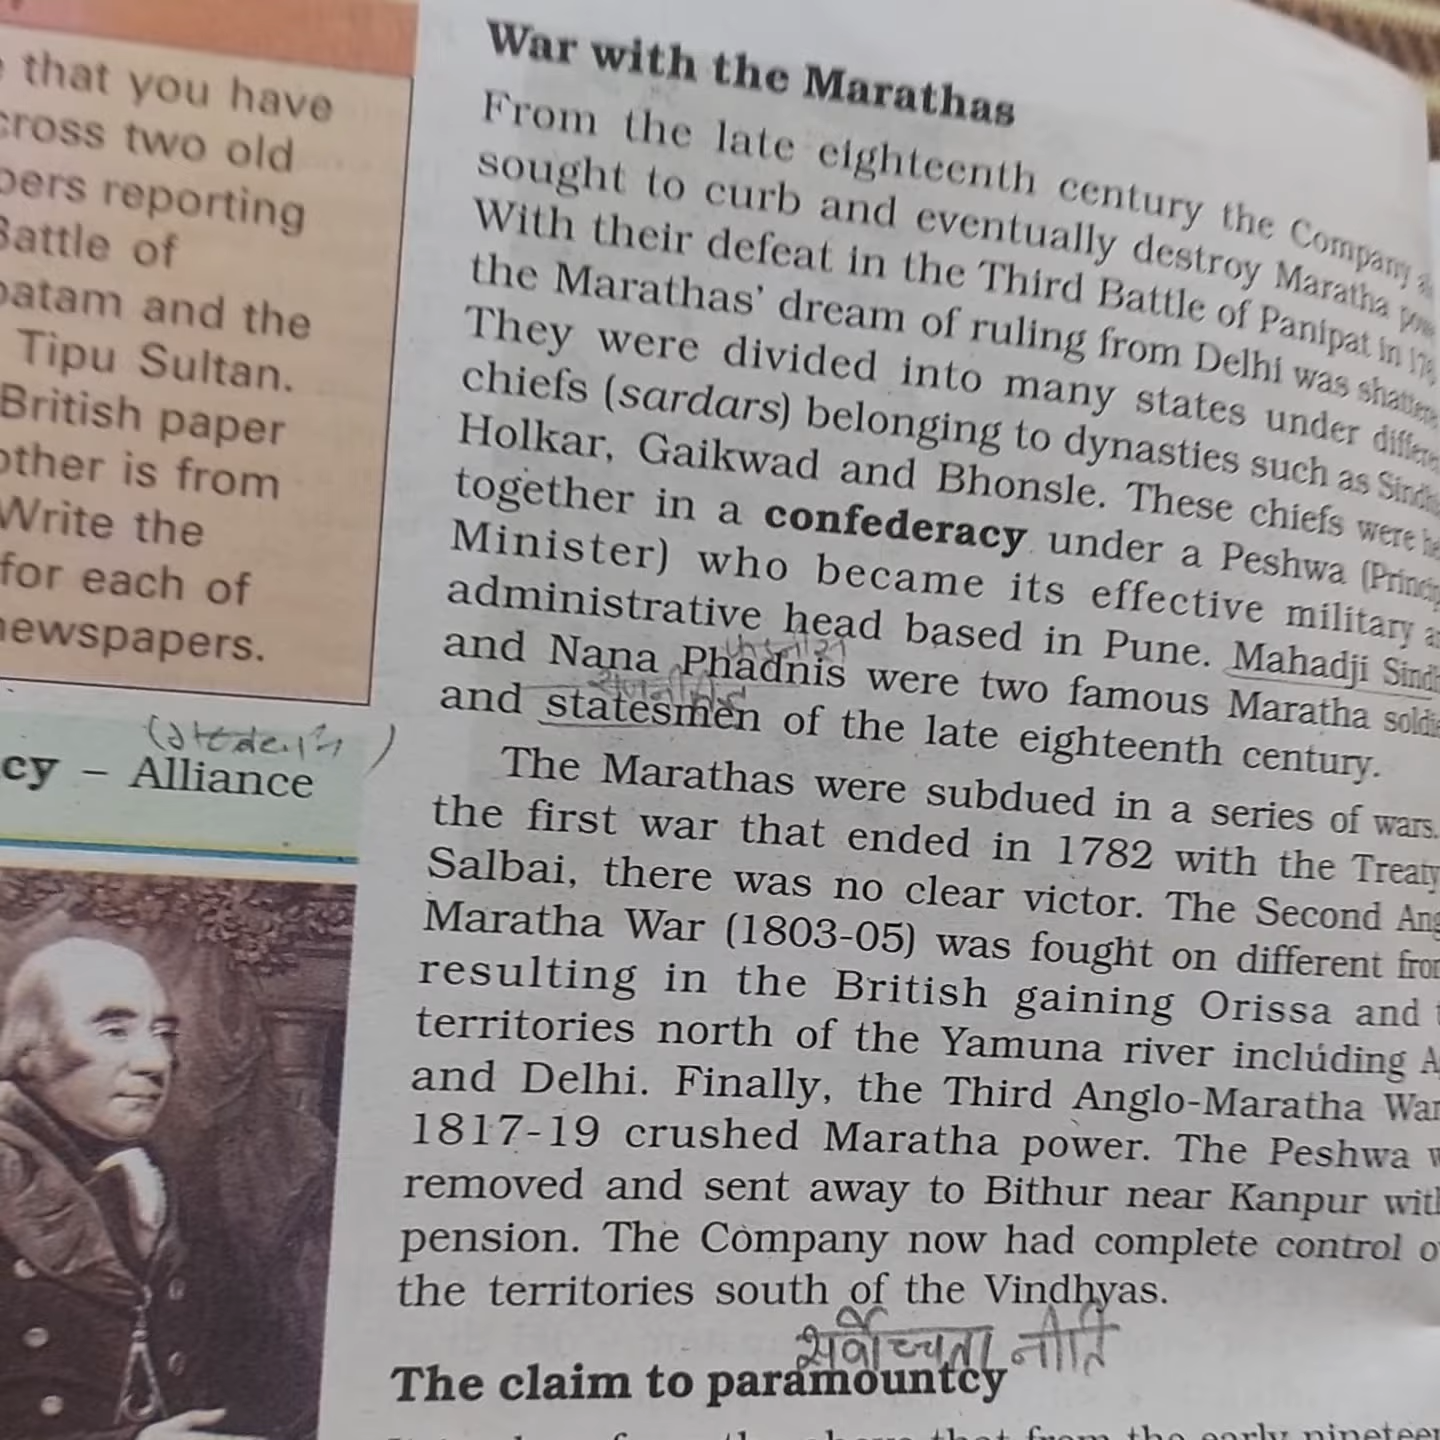 that you have
two old
reporting
Battle of
and the
Tipu Sultan.
British paper
other is from
Write the
for each of
newspapers.
cy – Alliance
War with the Marathas
From the late eighteenth century the Company
sought to curb and eventually destroy Maratha
With their defeat in the Third Battle of Panipat in
the Marathas' dream of ruling from Delhi was
They were divided into many states under
chiefs (sardars) belonging to dynasties such as
Holkar, Gaikwad and Bhonsle. These chiefs were
together in a confederacy under a Peshwa
Minister) who became its effective military
administrative head based in Pune. Mahadji
and Nana Phadnis were two famous Maratha
and statesmen of the late eighteenth century.
The Marathas were subdued in a series of wars.
the first war that ended in 1782 with the Treaty
Salbai, there was no clear victor. The Second
Maratha War (1803-05) was fought on different
resulting in the British gaining Orissa and
territories north of the Yamuna river including
and Delhi. Finally, the Third Anglo-Maratha War
1817-19 crushed Maratha power. The Peshwa
removed and sent away to Bithur near Kanpur
pension. The Company now had complete control
the territories south of the Vindhyas.
सर्वोच्चता नीति
The claim to paramountcy